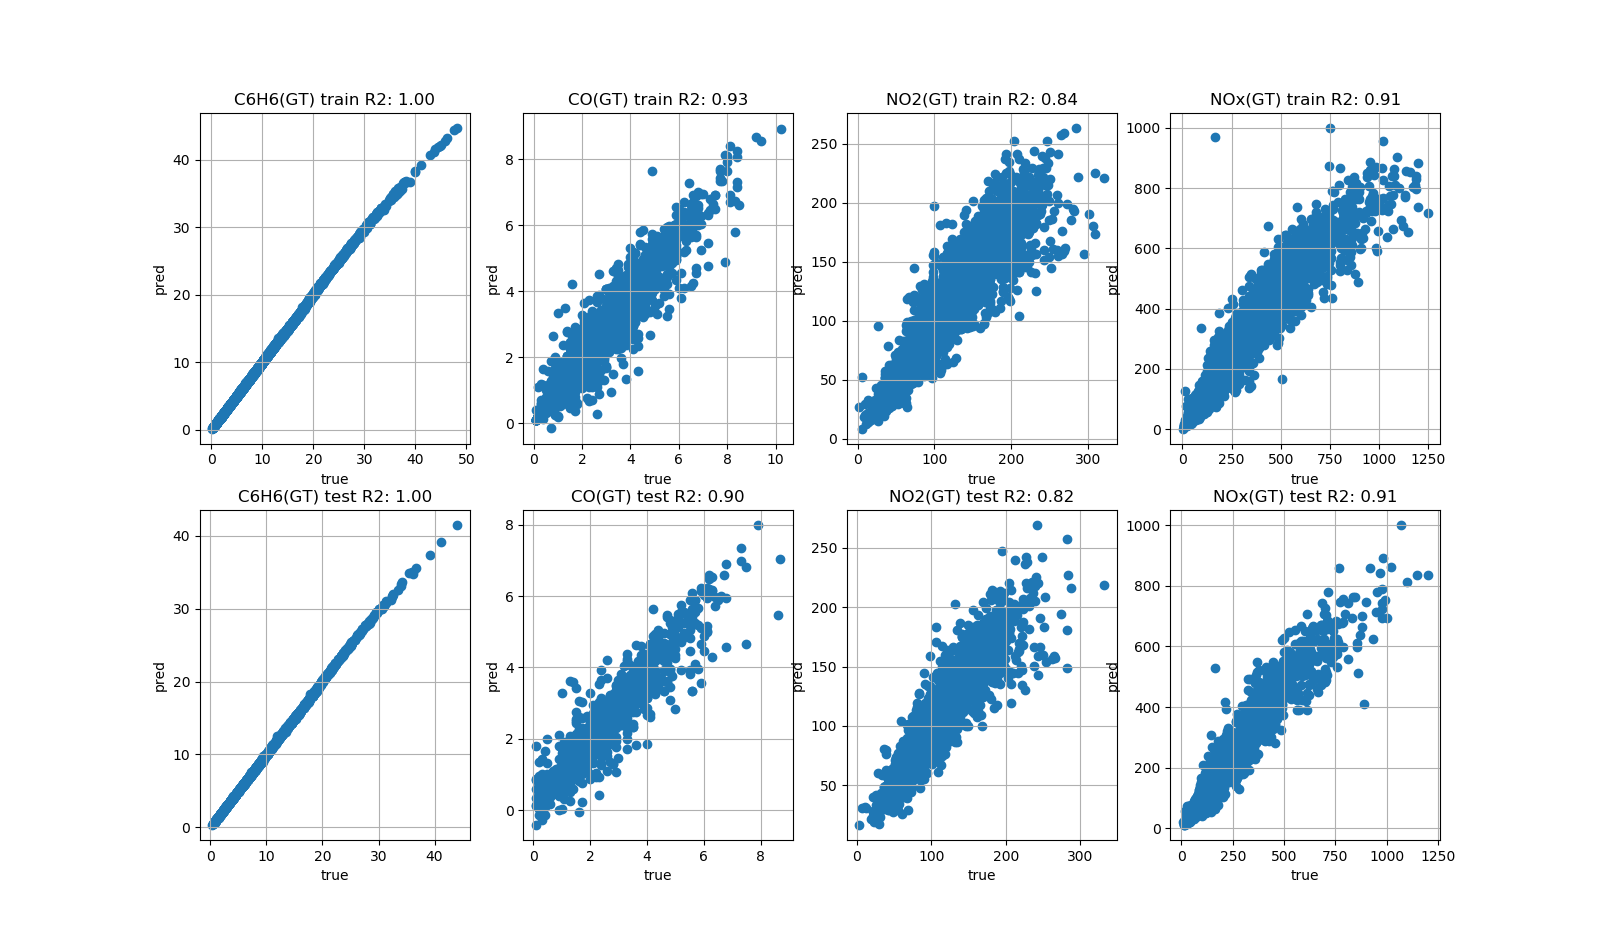 C6H6(GT) train R2: 1.00
CO(GT) train R2: 0.93
NO2(GT) train R2: 0.84
NOx(GT) train R2: 0.91
pred
40
30
20
10
0
0 10 20 30 40 50
true
pred
8
6
4
2
0
0 2 4 6 8 10
true
pred
250
200
150
100
50
0
0 100 200 300
true
pred
1000
800
600
400
200
0
0 250 500 750 1000 1250
true
C6H6(GT) test R2: 1.00
CO(GT) test R2: 0.90
NO2(GT) test R2: 0.82
NOx(GT) test R2: 0.91
pred
40
30
20
10
0
0 10 20 30 40
true
pred
8
6
4
2
0
0 2 4 6 8
true
pred
250
200
150
100
50
0 100 200 300
true
pred
1000
800
600
400
200
0
0 250 500 750 1000 1250
true